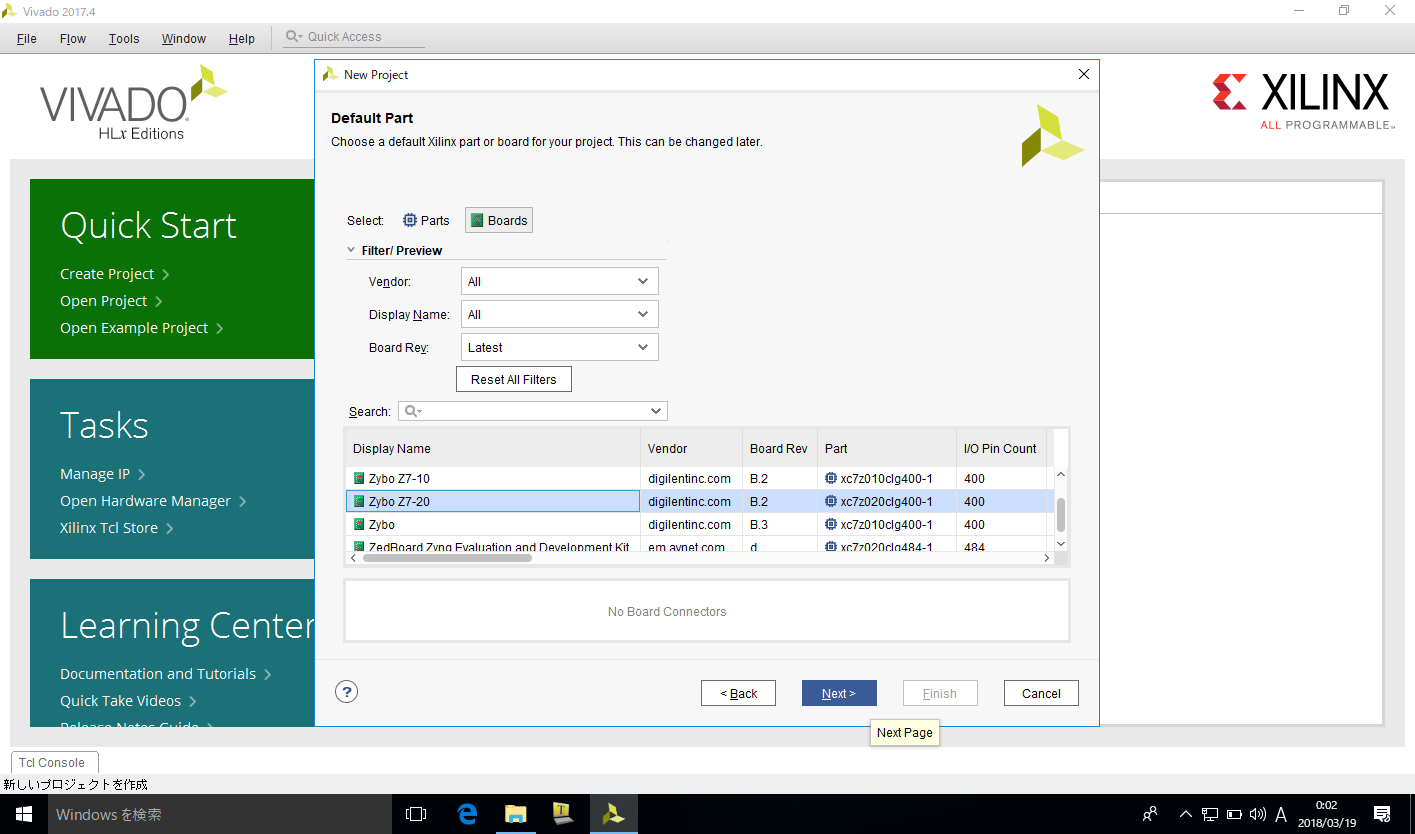 Vivado 2017.4
File Flow Tools Window Help Quick Access
VIVADO
HLx Editions
XILINX
ALL PROGRAMMABLE™
Quick Start
Create Project
Open Project
Open Example Project
Tasks
Manage IP
Open Hardware Manager
Xilinx Tcl Store
Learning Center
Documentation and Tutorials
Quick Take Videos
Release Notes Guide
New Project
Default Part
Choose a default Xilinx part or board for your project. This can be changed later.
Select: Parts Boards
Filter/ Preview
Vendor: All
Display Name: All
Board Rev: Latest
Reset All Filters
Search:
Display Name Vendor Board Rev Part I/O Pin Count
Zybo Z7-10 digilentinc.com B.2 xc7z010clg400-1 400
Zybo Z7-20 digilentinc.com B.2 xc7z020clg400-1 400
Zybo digilentinc.com B.3 xc7z010clg400-1 400
ZedBoard Zynq Evaluation and Development Kit em.avnet.com d xc7z020clg484-1 484
No Board Connectors
? < Back Next > Finish Cancel
Next Page
Tcl Console
新しいプロジェクトを作成
Windows を検索
A
0:02
2018/03/19